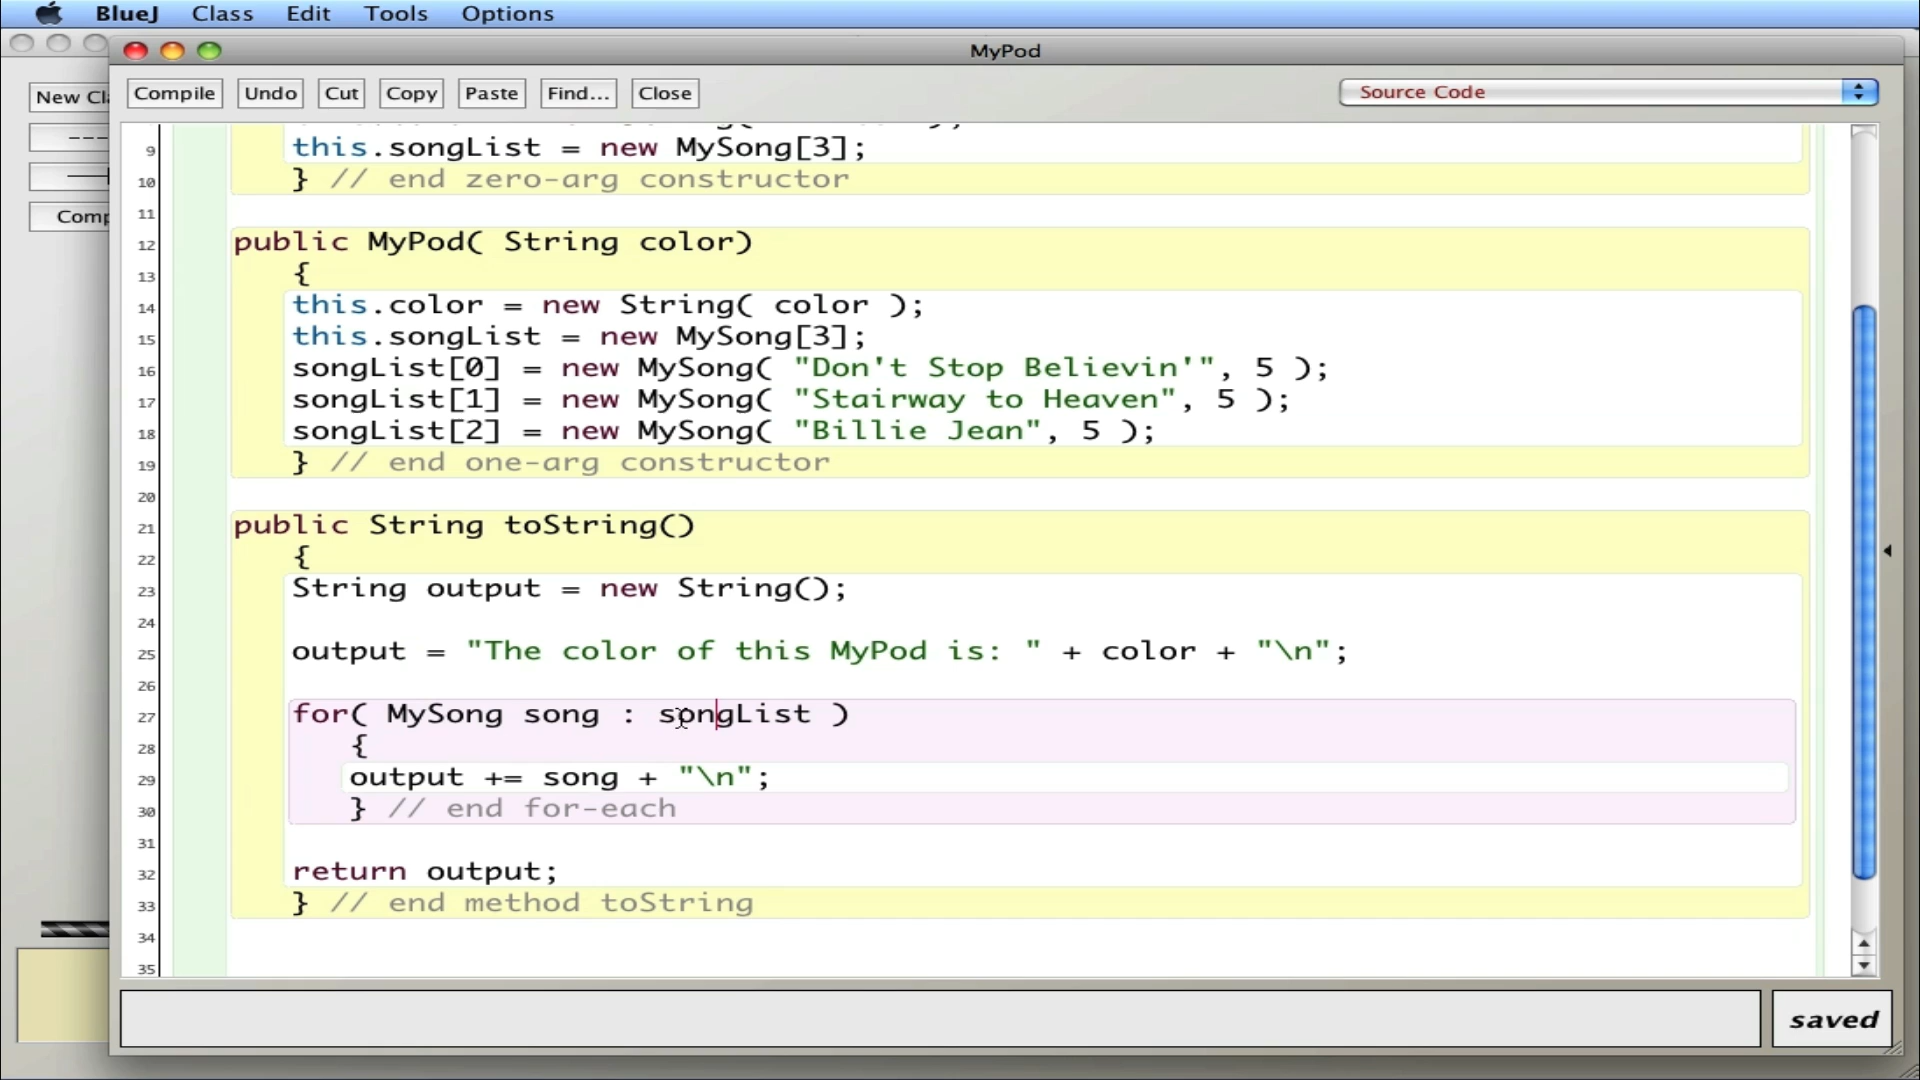 BlueJ Class Edit Tools Options
MyPod
New Cl
Compile Undo Cut Copy Paste Find... Close
Source Code
Comp
9 this.songList = new MySong[3];
10 } // end zero-arg constructor
11
12 public MyPod( String color)
13 {
14 this.color = new String( color );
15 this.songList = new MySong[3];
16 songList[0] = new MySong( "Don't Stop Believin'", 5 );
17 songList[1] = new MySong( "Stairway to Heaven", 5 );
18 songList[2] = new MySong( "Billie Jean", 5 );
19 } // end one-arg constructor
20
21 public String toString()
22 {
23 String output = new String();
24
25 output = "The color of this MyPod is: " + color + "\n";
26
27 for( MySong song : songList )
28 {
29 output += song + "\n";
30 } // end for-each
31
32 return output;
33 } // end method toString
34
35
saved